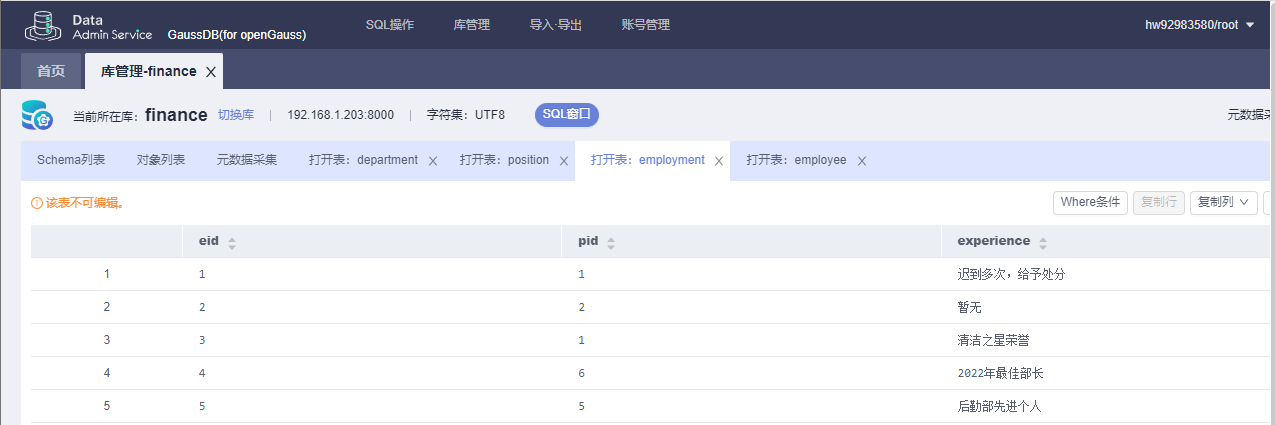 Data
Admin Service
GaussDB(for openGauss)
SQL操作 库管理 导入·导出 账号管理 hw92983580/root
首页 库管理-finance
当前所在库: finance 切换库 | 192.168.1.203:8000 | 字符集: UTF8 SQL窗口 元数据采
Schema列表 对象列表 元数据采集 打开表: department 打开表: position 打开表: employment 打开表: employee
该表不可编辑。 Where条件 复制行 复制列
eid pid experience
1 1 1 迟到多次，给予处分
2 2 2 暂无
3 3 1 清洁之星荣誉
4 4 6 2022年最佳部长
5 5 5 后勤部先进个人